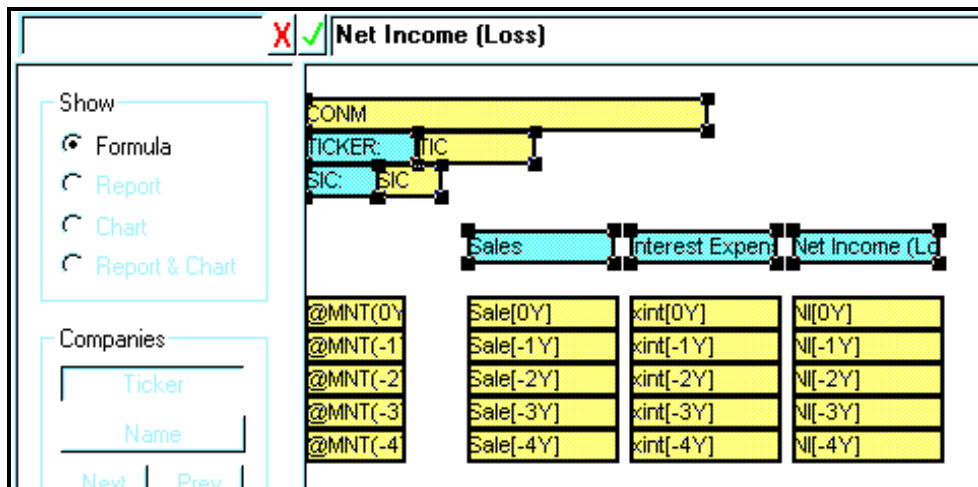 X ✓ Net Income (Loss)
Show
Formula
Report
Chart
Report & Chart
Companies
Ticker
Name
Next Prev
CONM
TICKER: TIC
SIC: SIC
Sales Interest Expen Net Income (Lo
@MNT(0Y Sale[0Y] xint[0Y] NI[0Y]
@MNT(-1 Sale[-1Y] xint[-1Y] NI[-1Y]
@MNT(-2 Sale[-2Y] xint[-2Y] NI[-2Y]
@MNT(-3 Sale[-3Y] xint[-3Y] NI[-3Y]
@MNT(-4 Sale[-4Y] xint[-4Y] NI[-4Y]